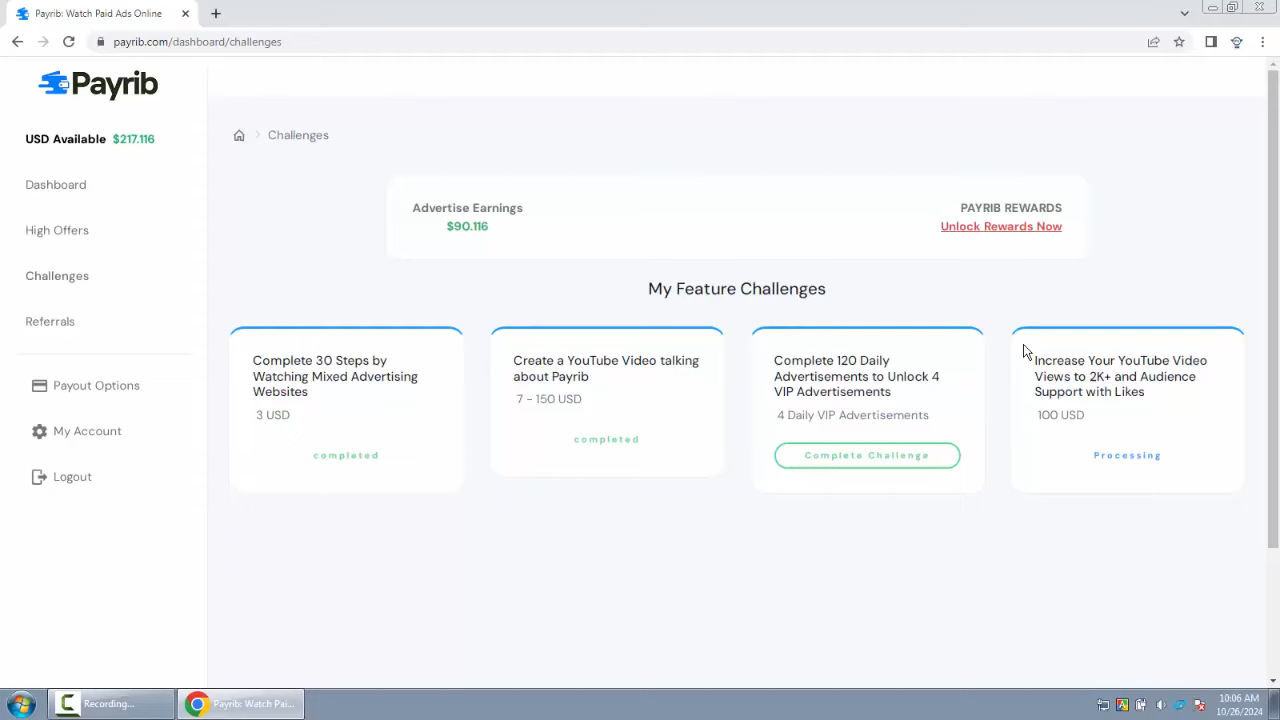 Payrib: Watch Paid Ads Online
payrib.com/dashboard/challenges
Payrib
USD Available $217.116
Dashboard
High Offers
Challenges
Referrals
Payout Options
My Account
Logout
Challenges
Advertise Earnings
$90.116
PAYRIB REWARDS
Unlock Rewards Now
My Feature Challenges
Complete 30 Steps by
Watching Mixed Advertising
Websites
3 USD
completed
Create a YouTube Video talking
about Payrib
7 - 150 USD
completed
Complete 120 Daily
Advertisements to Unlock 4
VIP Advertisements
4 Daily VIP Advertisements
Complete Challenge
Increase Your YouTube Video
Views to 2K+ and Audience
Support with Likes
100 USD
Processing
Recording...
Payrib: Watch Pai...
10:06 AM
10/26/2024